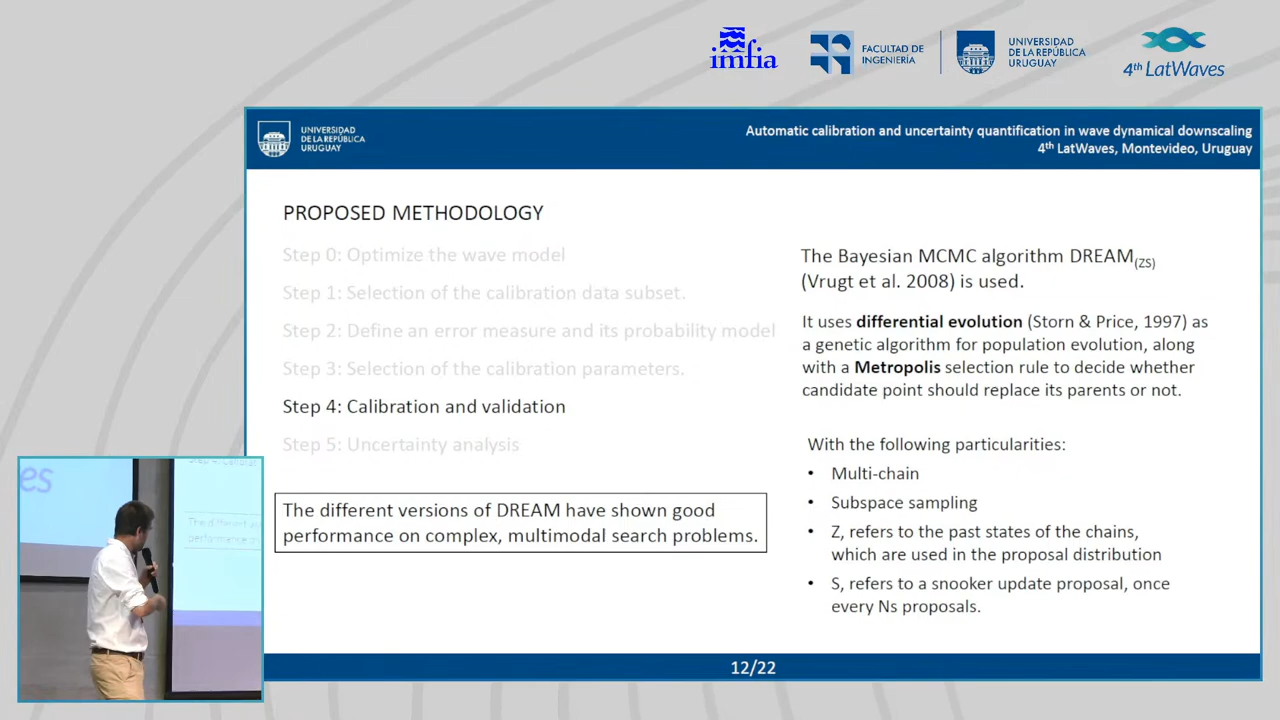 imfia
FACULTAD DE
INGENIERÍA
UNIVERSIDAD
DE LA REPÚBLICA
URUGUAY
4th LatWaves
UNIVERSIDAD
DE LA REPÚBLICA
URUGUAY
Automatic calibration and uncertainty quantification in wave dynamical downscaling
4th LatWaves, Montevideo, Uruguay
PROPOSED METHODOLOGY
Step 0: Optimize the wave model
Step 1: Selection of the calibration data subset.
Step 2: Define an error measure and its probability model
Step 3: Selection of the calibration parameters.
Step 4: Calibration and validation
Step 5: Uncertainty analysis
The different versions of DREAM have shown good
performance on complex, multimodal search problems.
The Bayesian MCMC algorithm DREAM(ZS)
(Vrugt et al. 2008) is used.
It uses differential evolution (Storn & Price, 1997) as
a genetic algorithm for population evolution, along
with a Metropolis selection rule to decide whether
candidate point should replace its parents or not.
With the following particularities:
• Multi-chain
• Subspace sampling
• Z, refers to the past states of the chains,
which are used in the proposal distribution
• S, refers to a snooker update proposal, once
every Ns proposals.
12/22
es